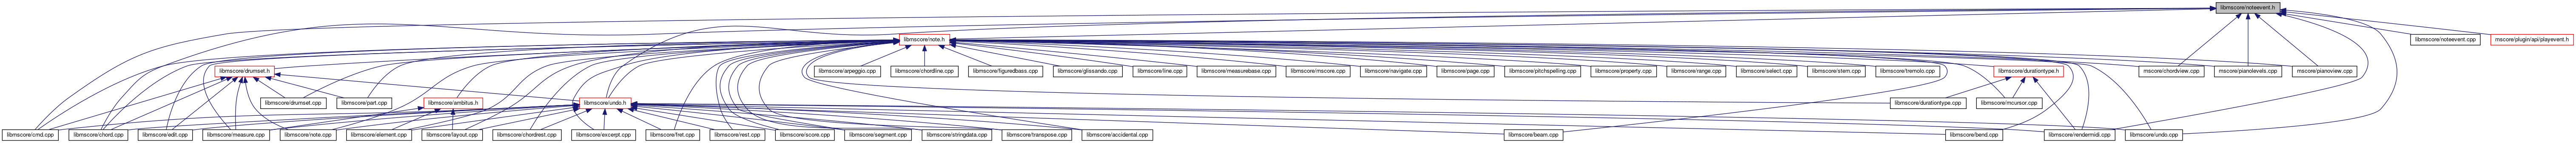 libmscore/noteevent.h
libmscore/note.h
libmscore/noteevent.cpp
mscore/plugin/api/playevent.h
libmscore/drumset.h
libmscore/arpeggio.cpp
libmscore/chordline.cpp
libmscore/figuredbass.cpp
libmscore/glissando.cpp
libmscore/line.cpp
libmscore/measurebase.cpp
libmscore/mscore.cpp
libmscore/navigate.cpp
libmscore/page.cpp
libmscore/pitchspelling.cpp
libmscore/property.cpp
libmscore/range.cpp
libmscore/select.cpp
libmscore/stem.cpp
libmscore/tremolo.cpp
libmscore/durationtype.h
mscore/chordview.cpp
mscore/pianolevels.cpp
mscore/pianoview.cpp
libmscore/drumset.cpp
libmscore/part.cpp
libmscore/ambitus.h
libmscore/undo.h
libmscore/durationtype.cpp
libmscore/mcursor.cpp
libmscore/cmd.cpp
libmscore/chord.cpp
libmscore/edit.cpp
libmscore/measure.cpp
libmscore/note.cpp
libmscore/element.cpp
libmscore/layout.cpp
libmscore/chordrest.cpp
libmscore/excerpt.cpp
libmscore/fret.cpp
libmscore/rest.cpp
libmscore/score.cpp
libmscore/segment.cpp
libmscore/stringdata.cpp
libmscore/transpose.cpp
libmscore/accidental.cpp
libmscore/beam.cpp
libmscore/bend.cpp
libmscore/rendermidi.cpp
libmscore/undo.cpp